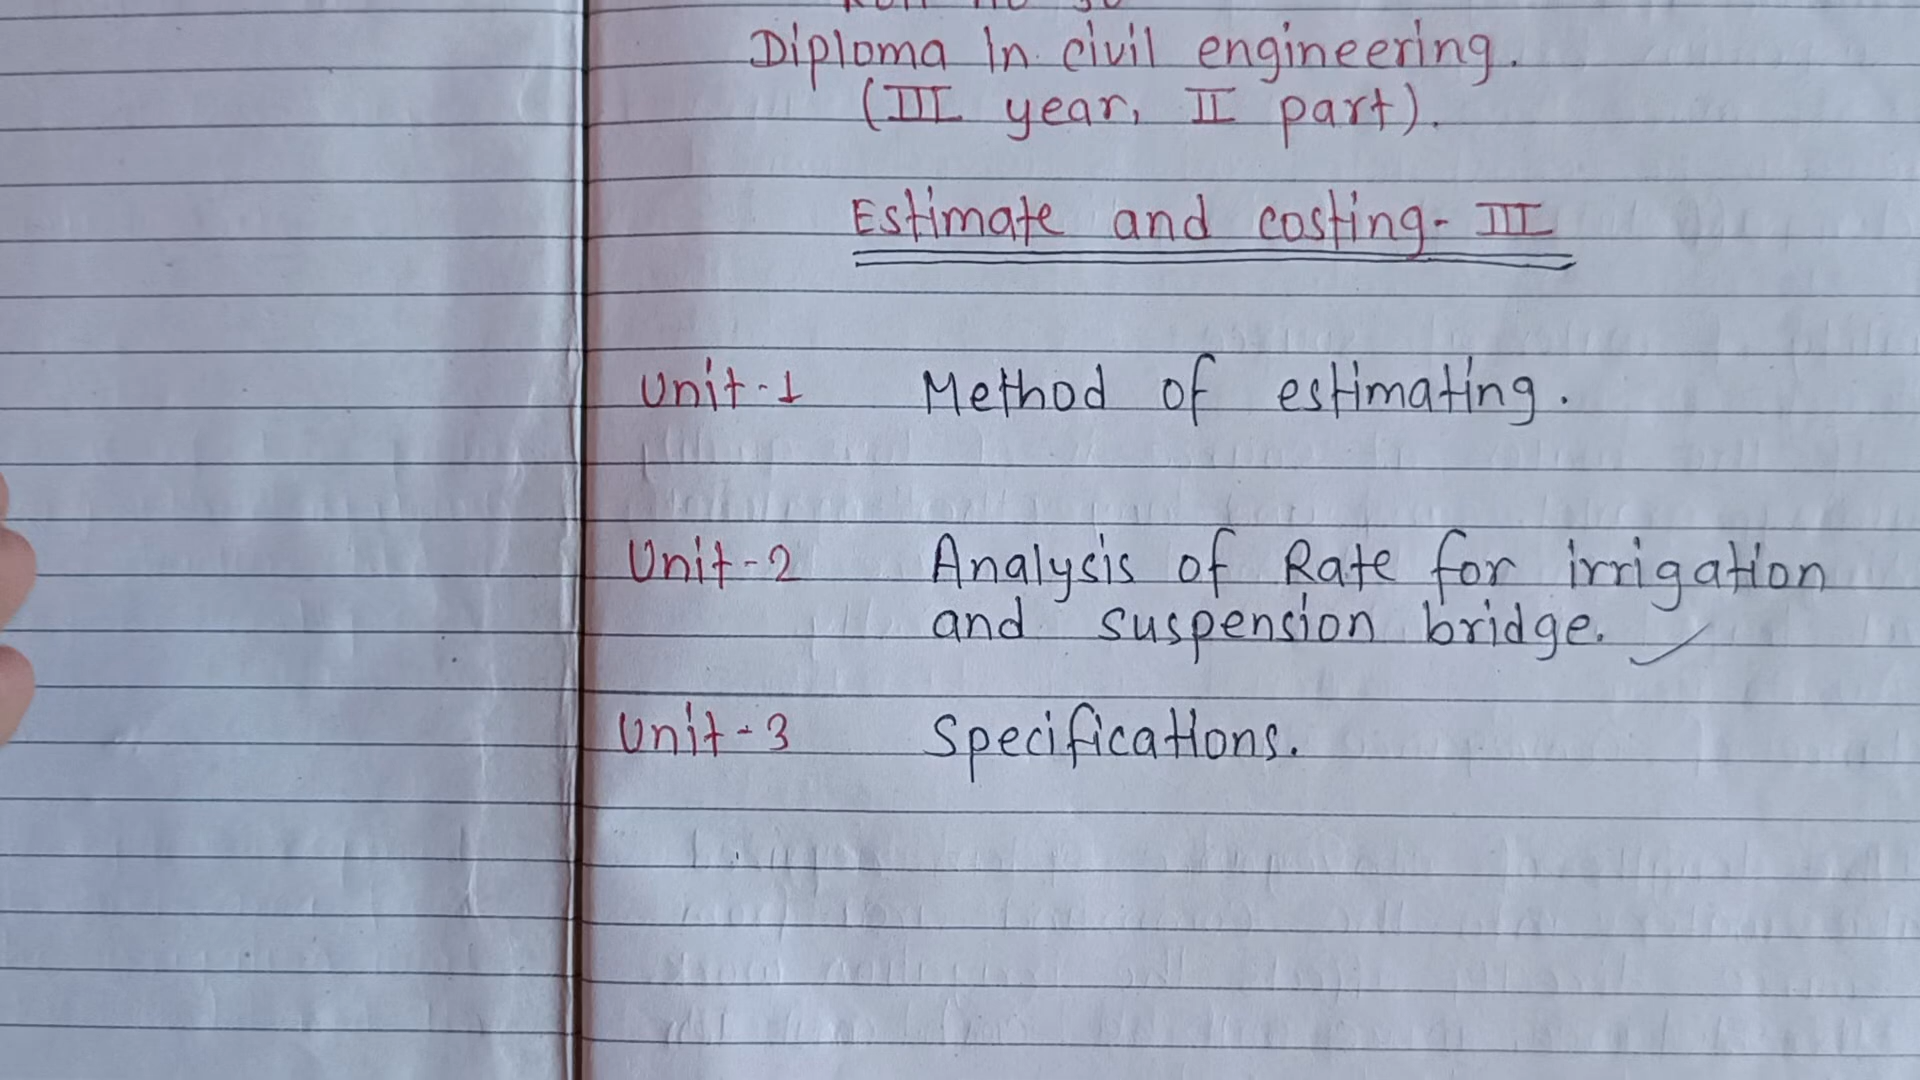 Diploma In civil engineering.
(III year, II part).
Estimate and costing- III
Unit-1 Method of estimating.
Unit-2 Analysis of Rate for irrigation
and suspension bridge.
Unit-3 Specifications.